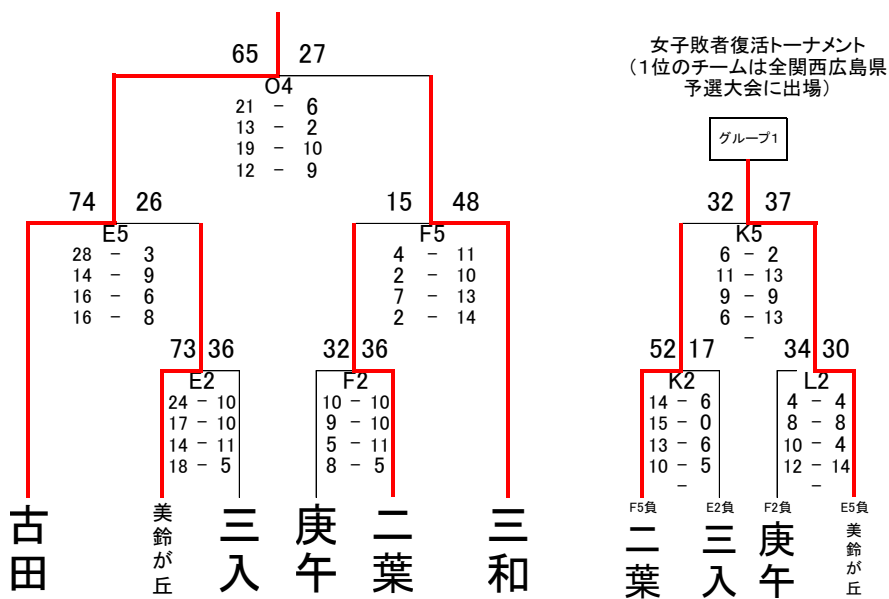 65 27
O4
21 - 6
13 - 2
19 - 10
12 - 9
74 26
E5
28 - 3
14 - 9
16 - 6
16 - 8
15 48
F5
4 - 11
2 - 10
7 - 13
2 - 14
73 36
E2
24 - 10
17 - 10
14 - 11
18 - 5
32 36
F2
10 - 10
9 - 10
5 - 11
8 - 5
古田
美鈴が丘
三入
庚午
二葉
三和
女子敗者復活トーナメント
(1位のチームは全関西広島県
予選大会に出場)
グループ1
32 37
K5
6 - 2
11 - 13
9 - 9
6 - 13
-
52 17
K2
14 - 6
15 - 0
13 - 6
10 - 5
-
34 30
L2
4 - 4
8 - 8
10 - 4
12 - 14
-
F5負
二葉
E2負
三入
F2負
庚午
E5負
美鈴が丘